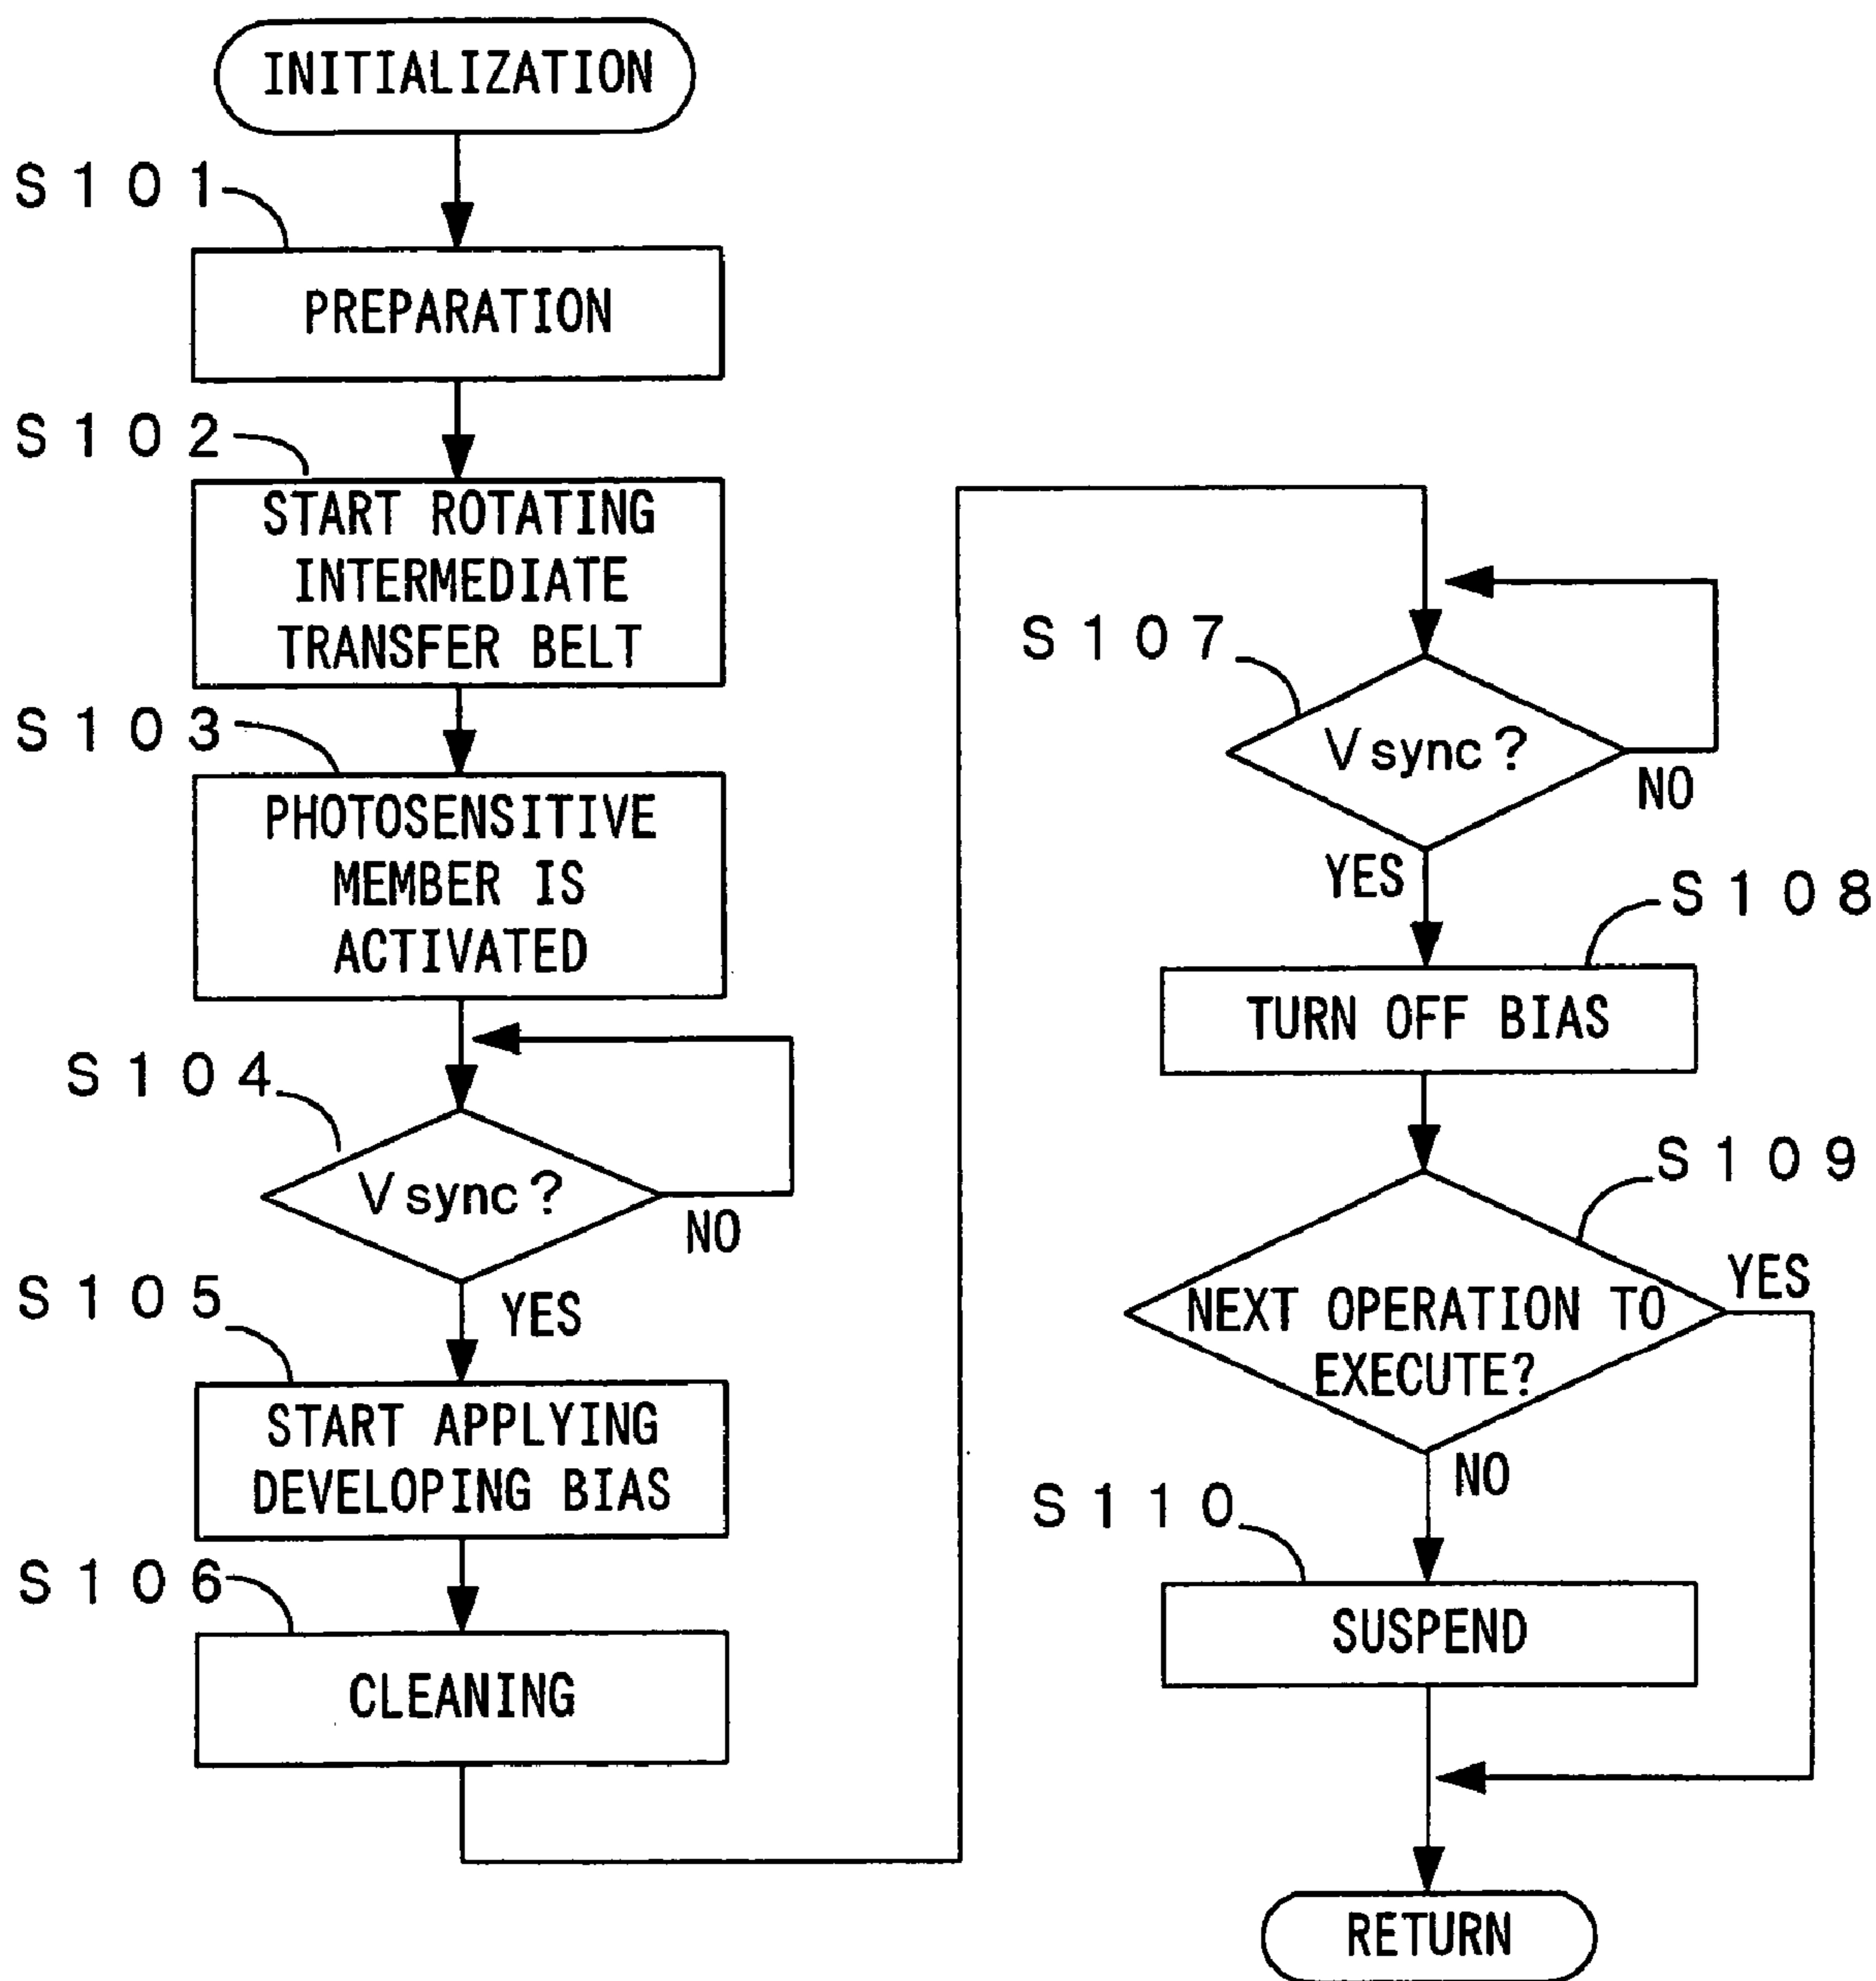 INITIALIZATION
S101
PREPARATION
S102
START ROTATING
INTERMEDIATE
TRANSFER BELT
S103
PHOTOSENSITIVE
MEMBER IS
ACTIVATED
S104
Vsync?
NO
YES
S105
START APPLYING
DEVELOPING BIAS
S106
CLEANING
S107
Vsync?
NO
YES
S108
TURN OFF BIAS
S109
NEXT OPERATION TO
EXECUTE?
YES
NO
S110
SUSPEND
RETURN